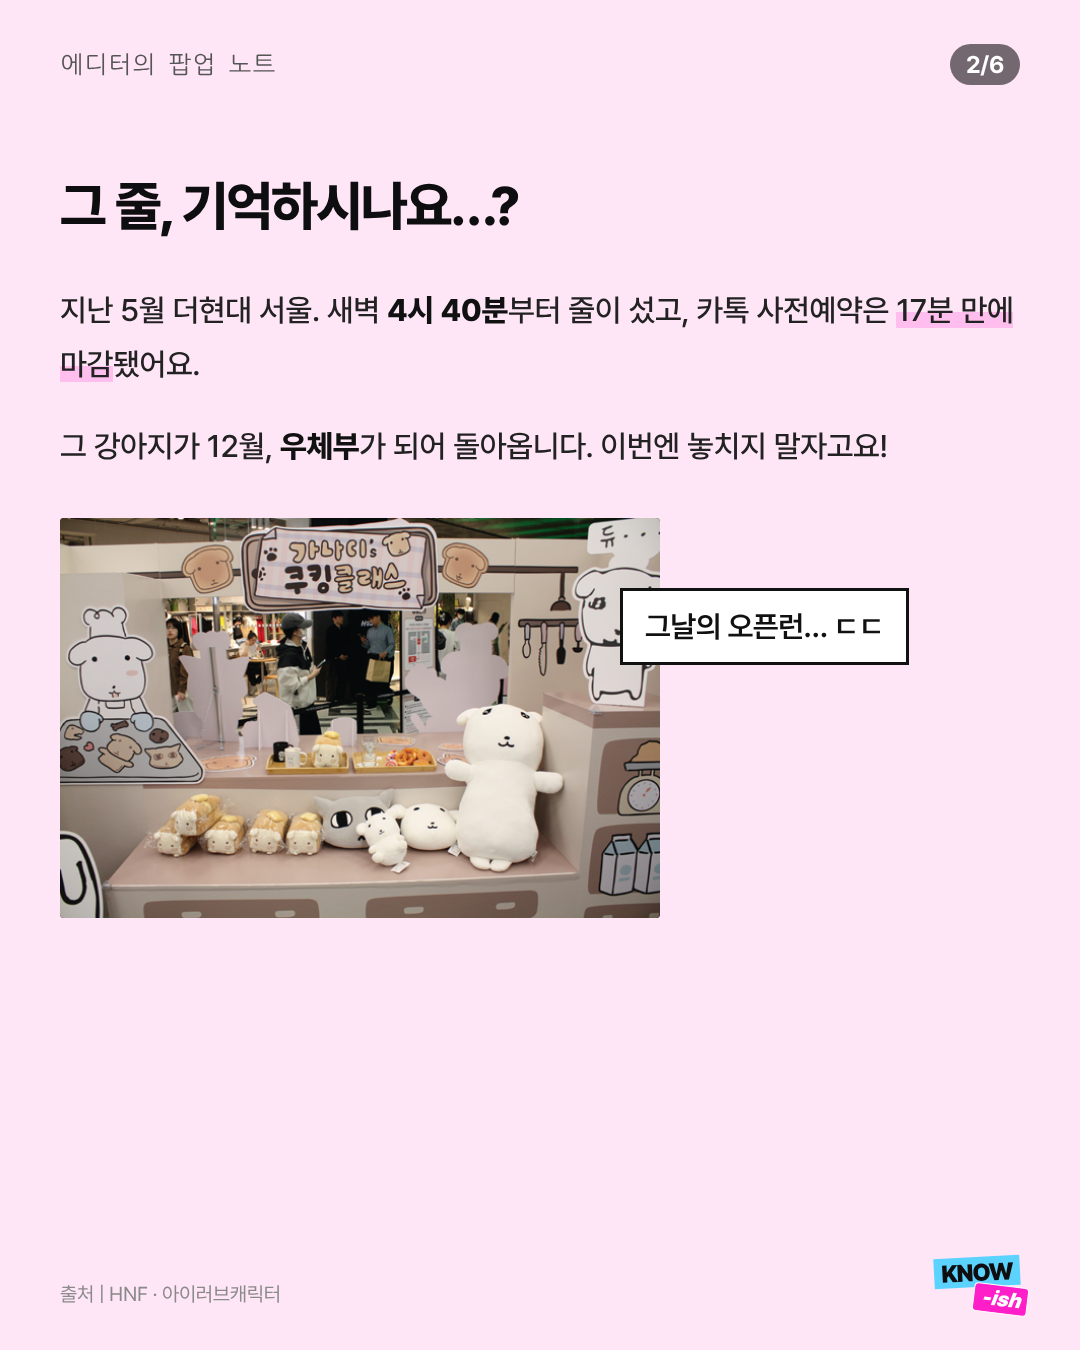 에디터의 팝업 노트
2/6
그 줄, 기억하시나요...?
지난 5월 더현대 서울. 새벽 4시 40분부터 줄이 섰고, 카톡 사전예약은 17분 만에
마감됐어요.
그 강아지가 12월, 우체부가 되어 돌아옵니다. 이번엔 놓치지 말자고요!
가나디's
쿠킹클래스
듀...
그날의 오픈런... ㄷㄷ
출처 | HNF · 아이러브캐릭터
KNOW
-ish